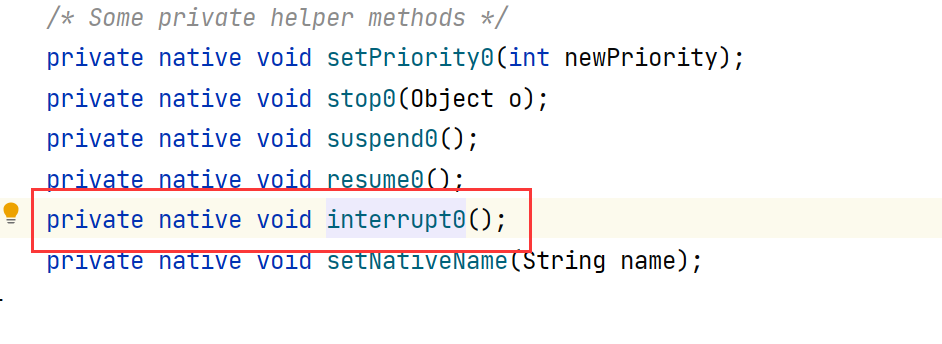 /* Some private helper methods */
private native void setPriority0(int newPriority);
private native void stop0(Object o);
private native void suspend0();
private native void resume0();
private native void interrupt0();
private native void setNativeName(String name);